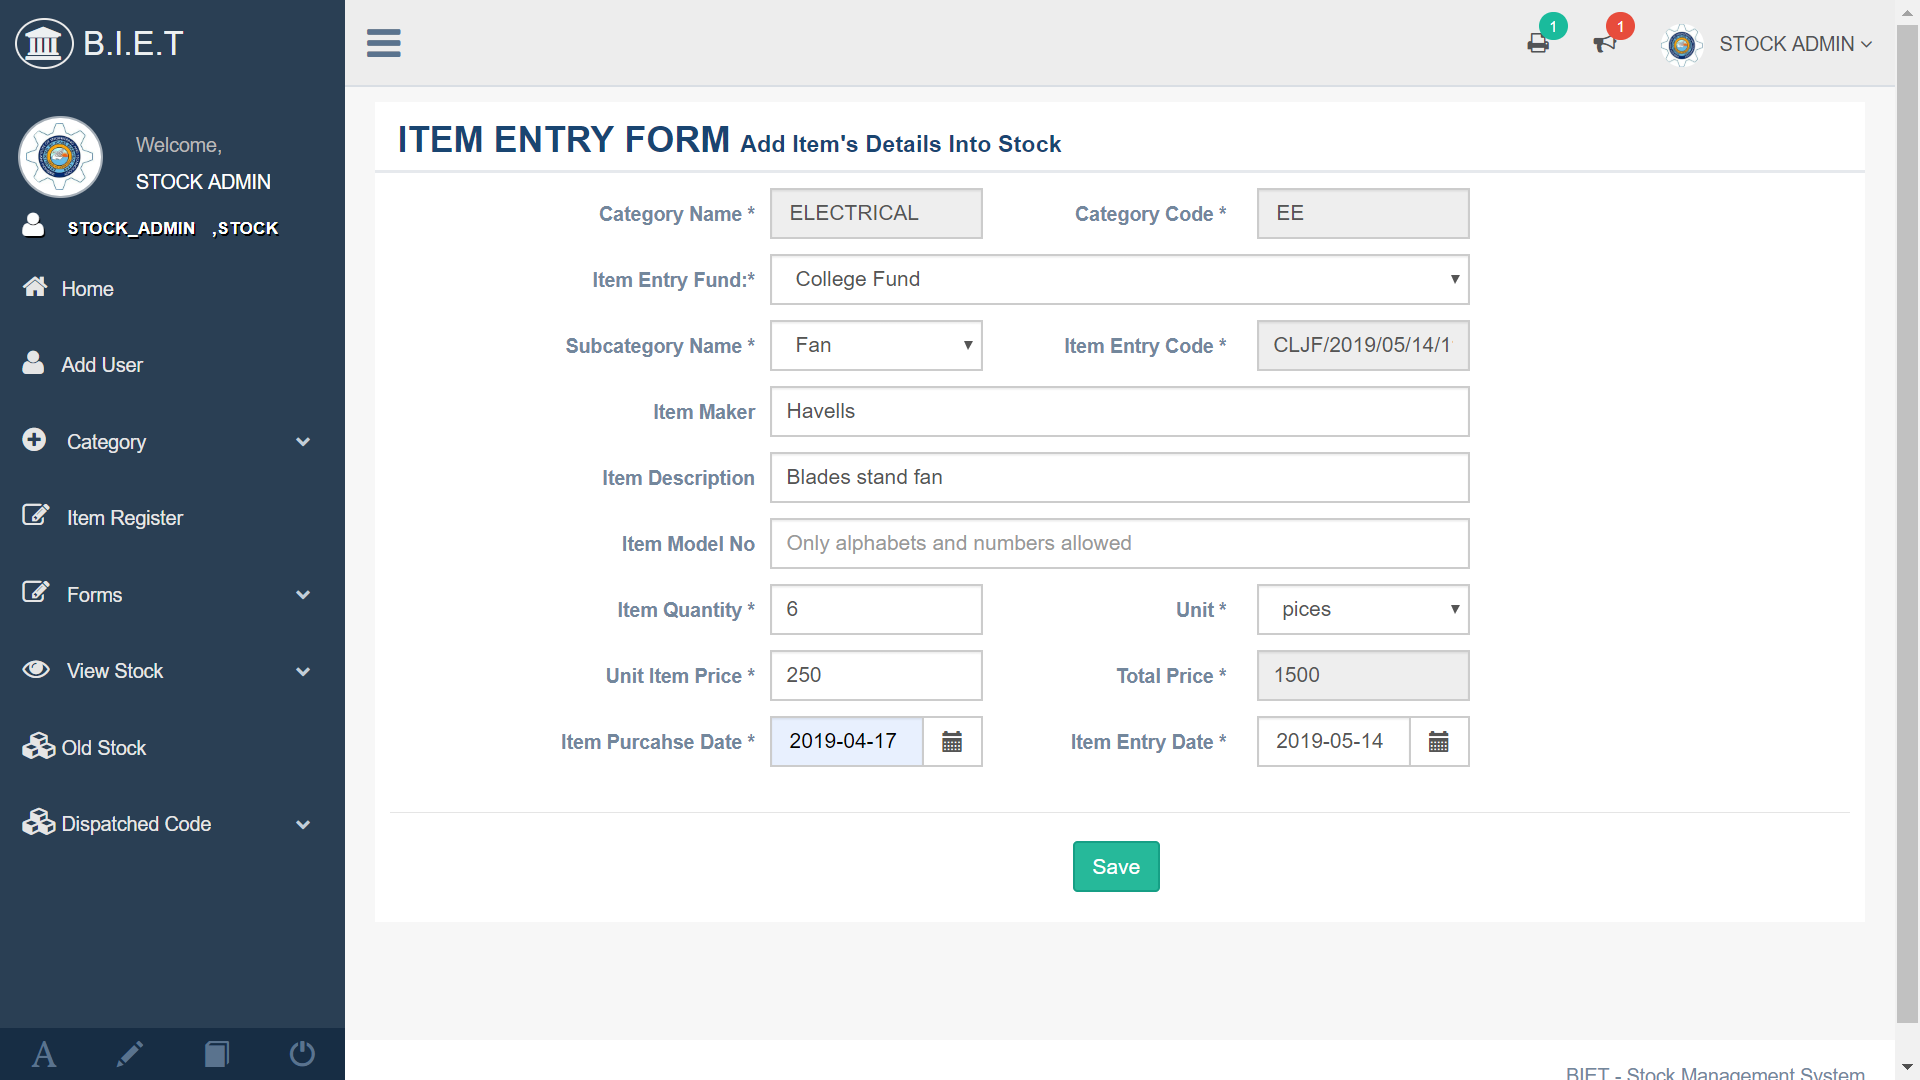 B.I.E.T
1
1
STOCK ADMIN
Welcome,
STOCK ADMIN
STOCK_ADMIN ,STOCK
Home
Add User
Category
Item Register
Forms
View Stock
Old Stock
Dispatched Code
ITEM ENTRY FORM Add Item's Details Into Stock
Category Name * ELECTRICAL Category Code * EE
Item Entry Fund:* College Fund
Subcategory Name * Fan Item Entry Code * CLJF/2019/05/14/1
Item Maker Havells
Item Description Blades stand fan
Item Model No Only alphabets and numbers allowed
Item Quantity * 6 Unit * pices
Unit Item Price * 250 Total Price * 1500
Item Purcahse Date * 2019-04-17 Item Entry Date * 2019-05-14
Save
A
BIET - Stock Management System